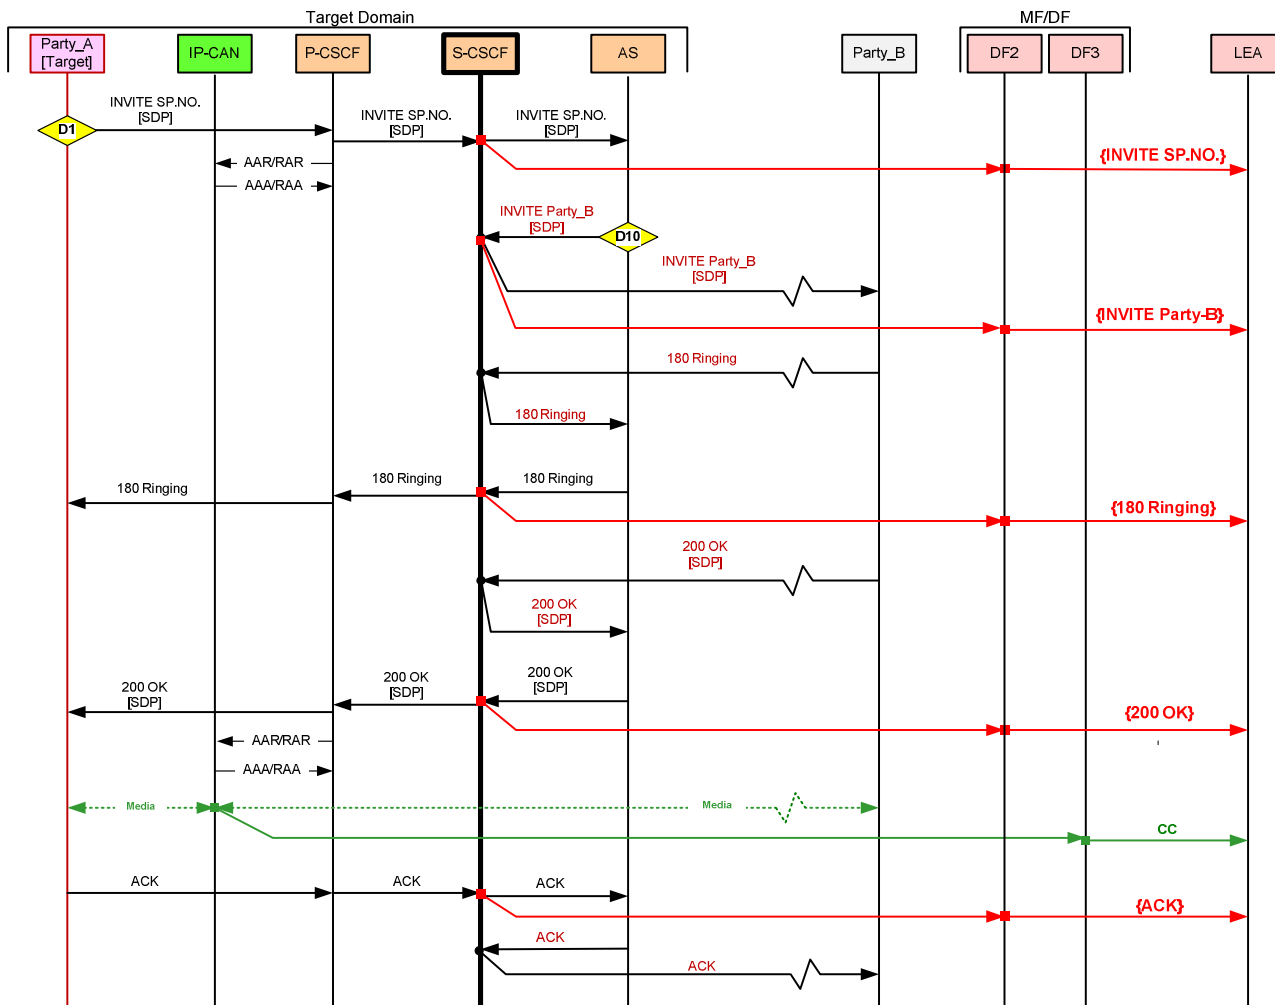 Target Domain
MF/DF
Party_A
[Target]
IP-CAN
P-CSCF
S-CSCF
AS
Party_B
DF2
DF3
LEA
INVITE SP.NO.
[SDP]
D1
INVITE SP.NO.
[SDP]
INVITE SP.NO.
[SDP]
{INVITE SP.NO.}
AAR/RAR
AAA/RAA
INVITE Party_B
[SDP]
D10
INVITE Party_B
[SDP]
{INVITE Party-B}
180 Ringing
180 Ringing
180 Ringing
180 Ringing
180 Ringing
{180 Ringing}
200 OK
[SDP]
200 OK
[SDP]
200 OK
[SDP]
200 OK
[SDP]
200 OK
[SDP]
{200 OK}
AAR/RAR
AAA/RAA
Media
Media
CC
ACK
ACK
ACK
{ACK}
ACK
ACK